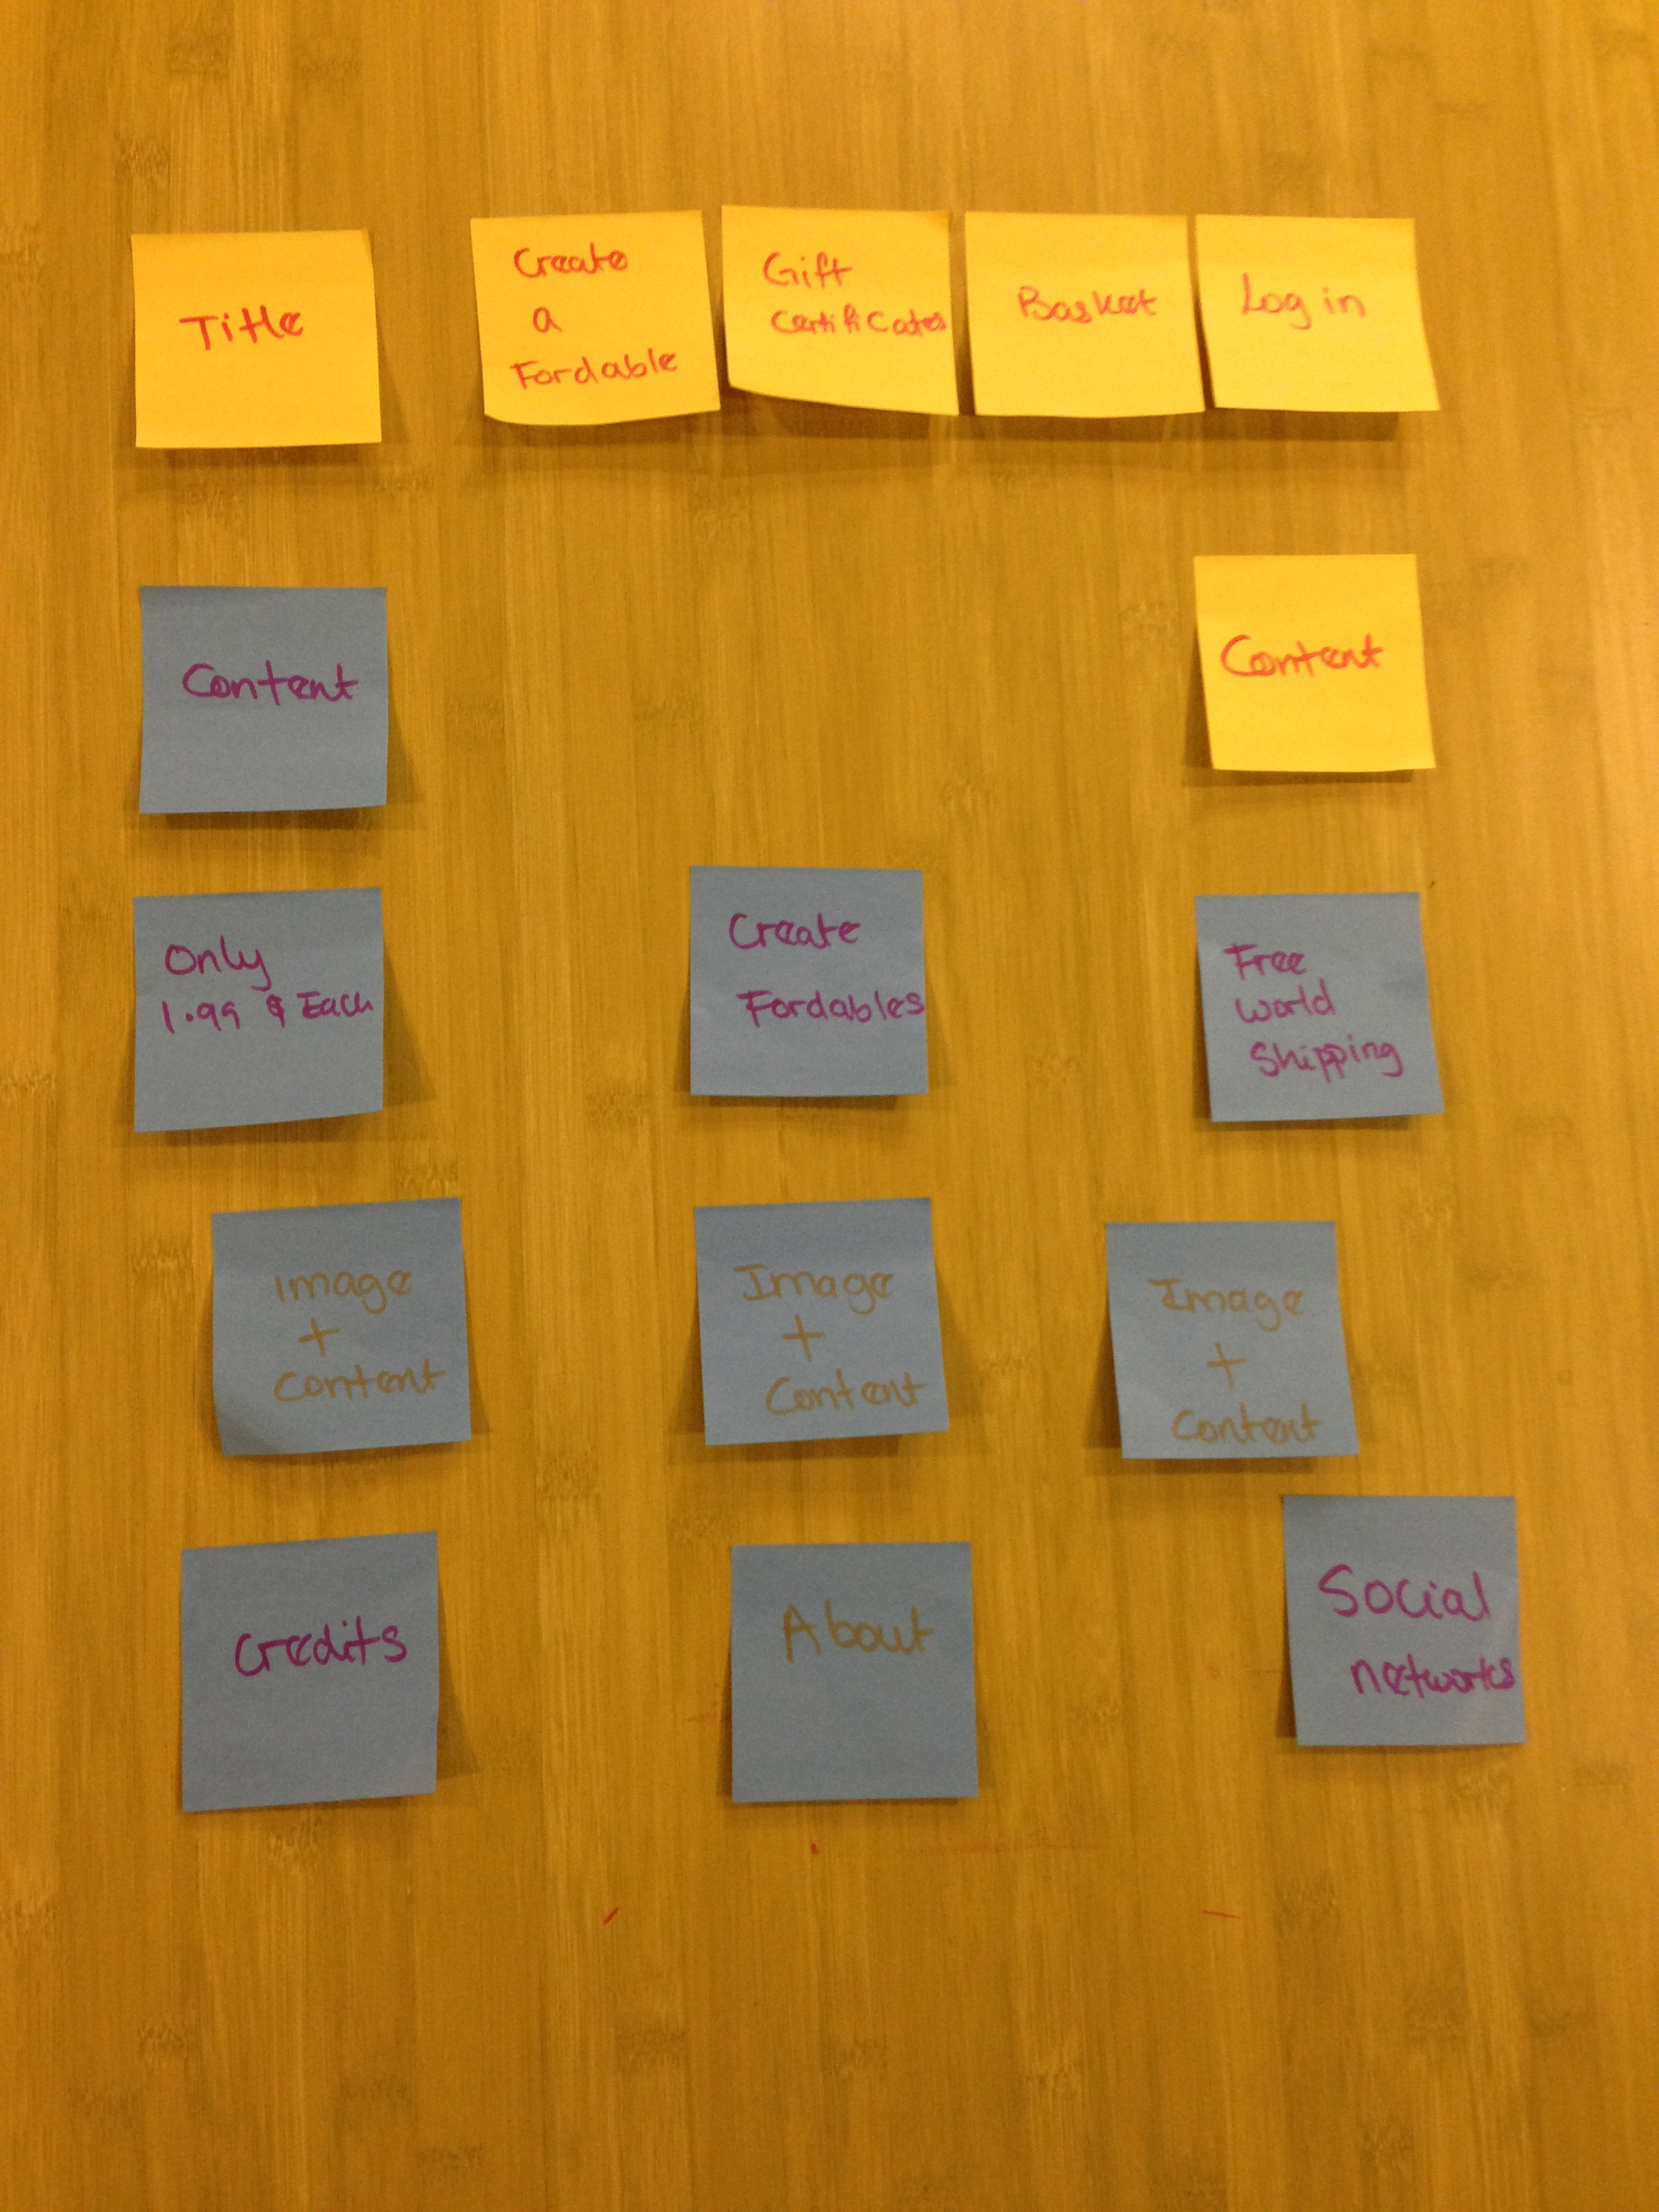 Title
Create
a
Fordable
Gift
Certificates
Basket
Log in
Content
Content
Only
1.99 $ Each
Create
Fordables
Free
World
Shipping
Image
+
Content
Image
+
Content
Image
+
Content
Credits
About
Social
networks